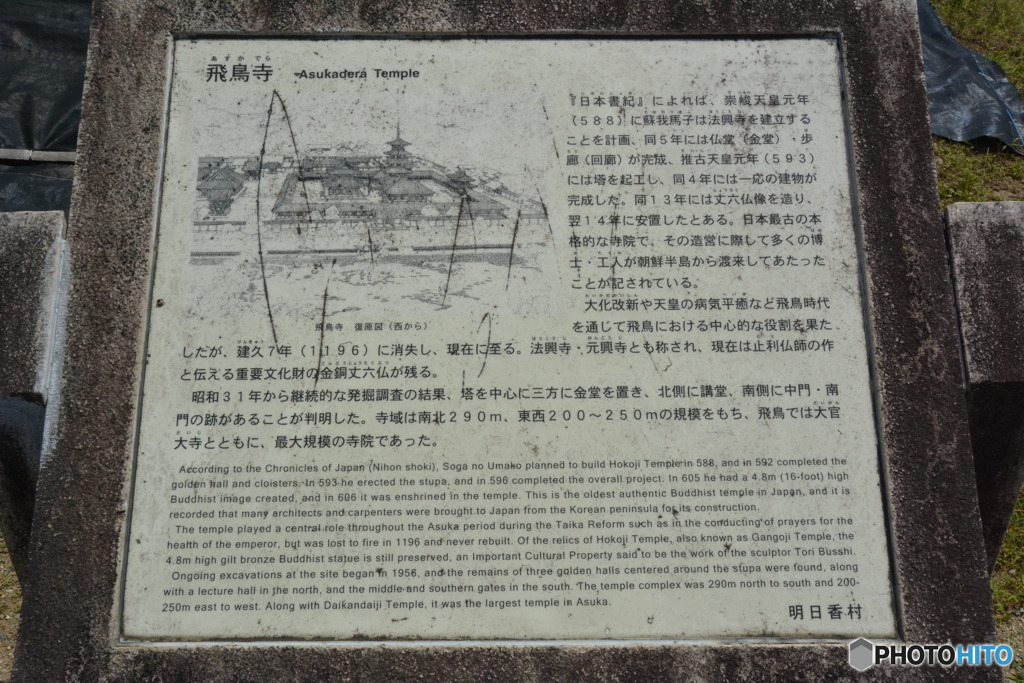 あすか でら
飛鳥寺 Asukadera Temple
『日本書紀』によれば、崇峻天皇元年
（５８８）に蘇我馬子は法興寺を建立する
ことを計画、同５年には仏堂（金堂）・歩
廊（回廊）が完成、推古天皇元年（５９３）
には塔を起工し、同４年には一応の建物が
完成した。同１３年には丈六仏像を造り、
翌１４年に安置したとある。日本最古の本
格的な寺院で、その造営に際して多くの博
士・工人が朝鮮半島から渡来してあたった
ことが記されている。
大化改新や天皇の病気平癒など飛鳥時代
を通じて飛鳥における中心的な役割を果た
飛鳥寺 復原図（西から）
したが、建久７年（１１９６）に消失し、現在に至る。法興寺・元興寺とも称され、現在は止利仏師の作
と伝える重要文化財の金銅丈六仏が残る。
昭和３１年から継続的な発掘調査の結果、塔を中心に三方に金堂を置き、北側に講堂、南側に中門・南
門の跡があることが判明した。寺域は南北２９０ｍ、東西２００～２５０ｍの規模をもち、飛鳥では大官
大寺とともに、最大規模の寺院であった。
According to the Chronicles of Japan (Nihon shoki), Soga no Umako planned to build Hokoji Temple in 588, and in 592 completed the
golden hall and cloisters. In 593 he erected the stupa, and in 596 completed the overall project. In 605 he had a 4.8m (16-foot) high
Buddhist image created, and in 606 it was enshrined in the temple. This is the oldest authentic Buddhist temple in Japan, and it is
recorded that many architects and carpenters were brought to Japan from the Korean peninsula for its construction.
The temple played a central role throughout the Asuka period during the Taika Reform such as in the conducting of prayers for the
health of the emperor, but was lost to fire in 1196 and never rebuilt. Of the relics of Hokoji Temple, also known as Gangoji Temple, the
4.8m high gilt bronze Buddhist statue is still preserved, an Important Cultural Property said to be the work of the sculptor Tori Busshi.
Ongoing excavations at the site began in 1956, and the remains of three golden halls centered around the stupa were found, along
with a lecture hall in the north, and the middle and southern gates in the south. The temple complex was 290m north to south and 200-
250m east to west. Along with Daikandaiji Temple, it was the largest temple in Asuka.
明日香村
PHOTOHITO